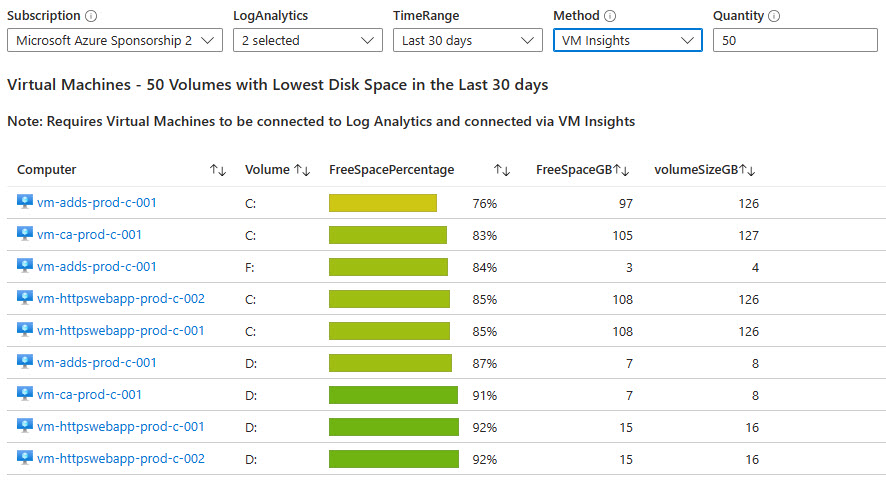 Subscription LogAnalytics TimeRange Method Quantity
Microsoft Azure Sponsorship 2 2 selected Last 30 days VM Insights 50
Virtual Machines - 50 Volumes with Lowest Disk Space in the Last 30 days
Note: Requires Virtual Machines to be connected to Log Analytics and connected via VM Insights
Computer ↑↓ Volume ↑↓ FreeSpacePercentage ↑↓ FreeSpaceGB↑↓ volumeSizeGB↑↓
vm-adds-prod-c-001 C: 76% 97 126
vm-ca-prod-c-001 C: 83% 105 127
vm-adds-prod-c-001 F: 84% 3 4
vm-httpswebapp-prod-c-002 C: 85% 108 126
vm-httpswebapp-prod-c-001 C: 85% 108 126
vm-adds-prod-c-001 D: 87% 7 8
vm-ca-prod-c-001 D: 91% 7 8
vm-httpswebapp-prod-c-001 D: 92% 15 16
vm-httpswebapp-prod-c-002 D: 92% 15 16